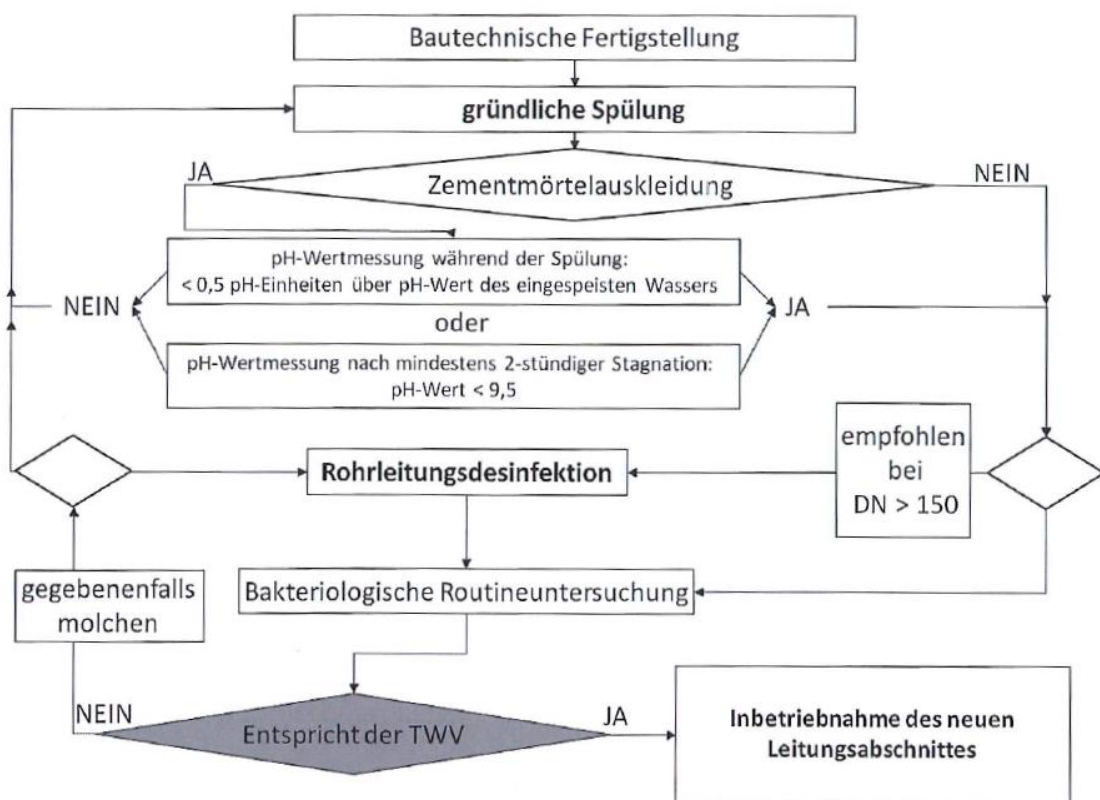 Bautechnische Fertigstellung
gründliche Spülung
JA
Zementmörtelauskleidung
NEIN
pH-Wertmessung während der Spülung:
< 0,5 pH-Einheiten über pH-Wert des eingespeisten Wassers
NEIN
oder
JA
pH-Wertmessung nach mindestens 2-stündiger Stagnation:
pH-Wert < 9,5
Rohrleitungsdesinfektion
empfohlen
bei
DN > 150
gegebenenfalls
molchen
Bakteriologische Routineuntersuchung
NEIN
Entspricht der TWV
JA
Inbetriebnahme des neuen
Leitungsabschnittes